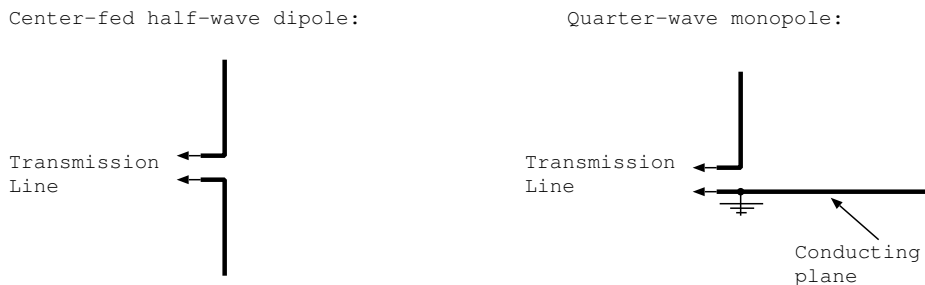 Center-fed half-wave dipole:
Quarter-wave monopole:
Transmission
Line
Transmission
Line
Conducting
plane